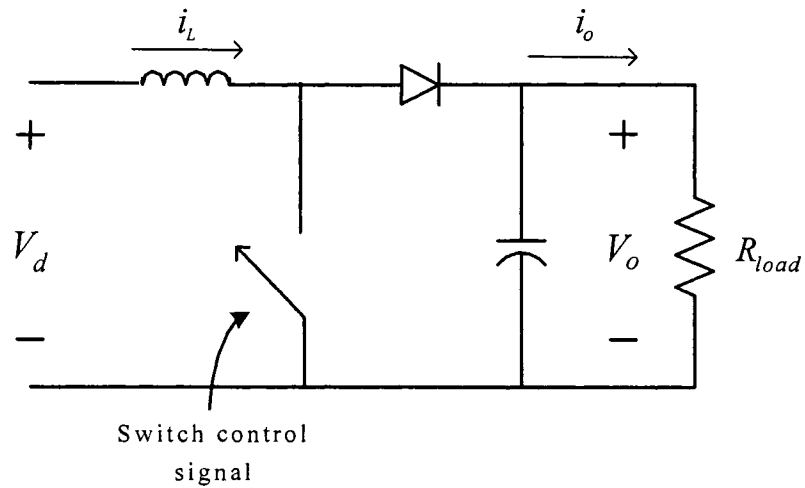 i_L
i_o
+
+
V_d
V_o
R_load
−
−
Switch control
signal